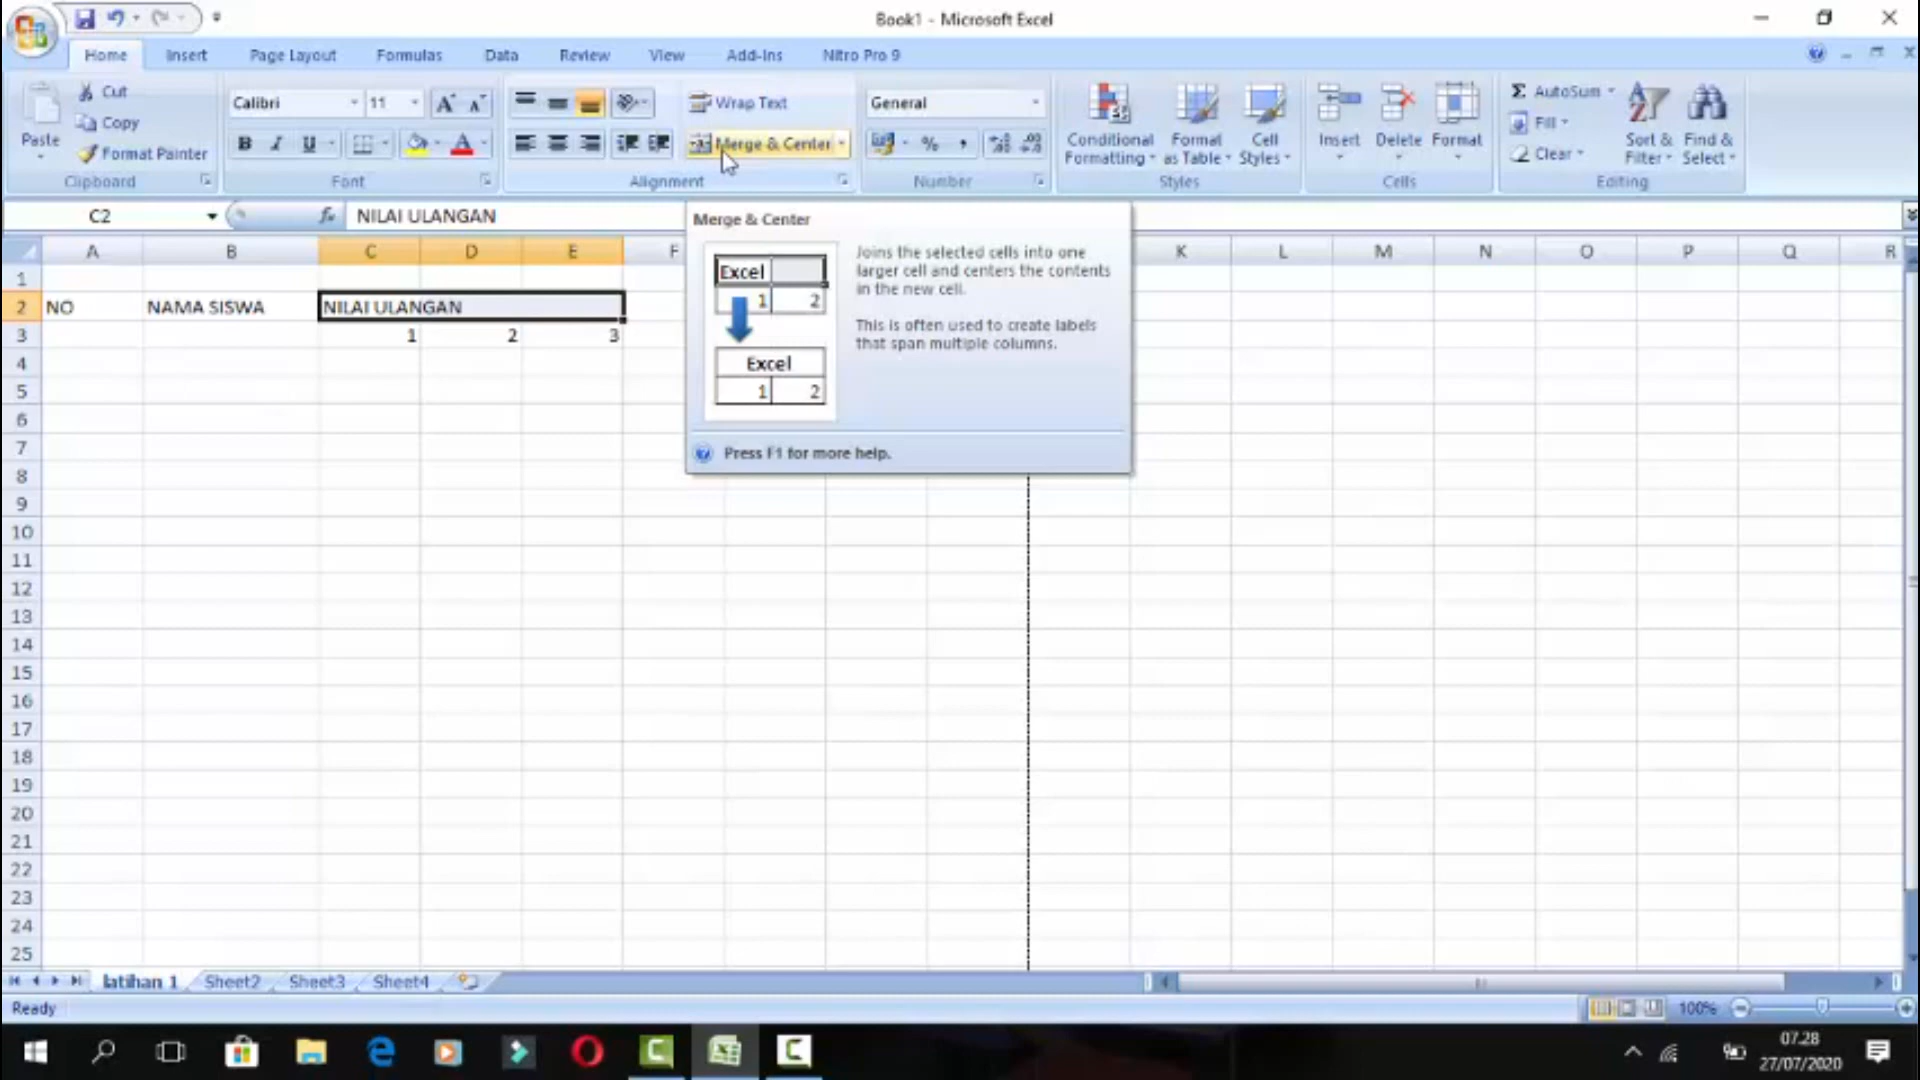 Book1 - Microsoft Excel
Home Insert Page Layout Formulas Data Review View Add-Ins Nitro Pro 9
Paste
Cut
Copy
Format Painter
Clipboard
Calibri 11
B I U
Font
Wrap Text
Merge & Center
Alignment
General
%
Number
Conditional Formatting
Format as Table
Cell Styles
Styles
Insert Delete Format
Cells
Σ AutoSum
Fill
Clear
Sort & Filter
Find & Select
Editing
C2 fx NILAI ULANGAN
A B C D E F K L M N O P Q R
1
2 NO NAMA SISWA NILAI ULANGAN
3 1 2 3
4
5
6
7
8
9
10
11
12
13
14
15
16
17
18
19
20
21
22
23
24
25
Merge & Center
Excel
1 2
Excel
1 2
Joins the selected cells into one
larger cell and centers the contents
in the new cell.
This is often used to create labels
that span multiple columns.
Press F1 for more help.
latihan 1 Sheet2 Sheet3 Sheet4
Ready 100%
07.28
27/07/2020